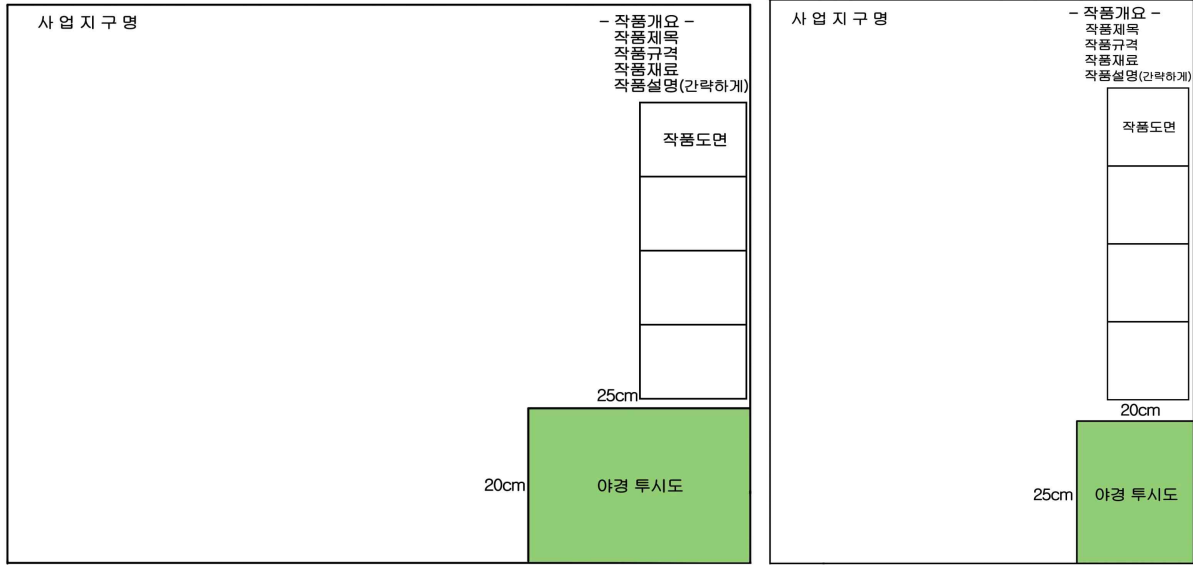 사 업 지 구 명
- 작품개요 -
작품제목
작품규격
작품재료
작품설명(간략하게)
작품도면
25cm
20cm
야경 투시도
사 업 지 구 명
- 작품개요 -
작품제목
작품규격
작품재료
작품설명(간략하게)
작품도면
20cm
25cm
야경 투시도